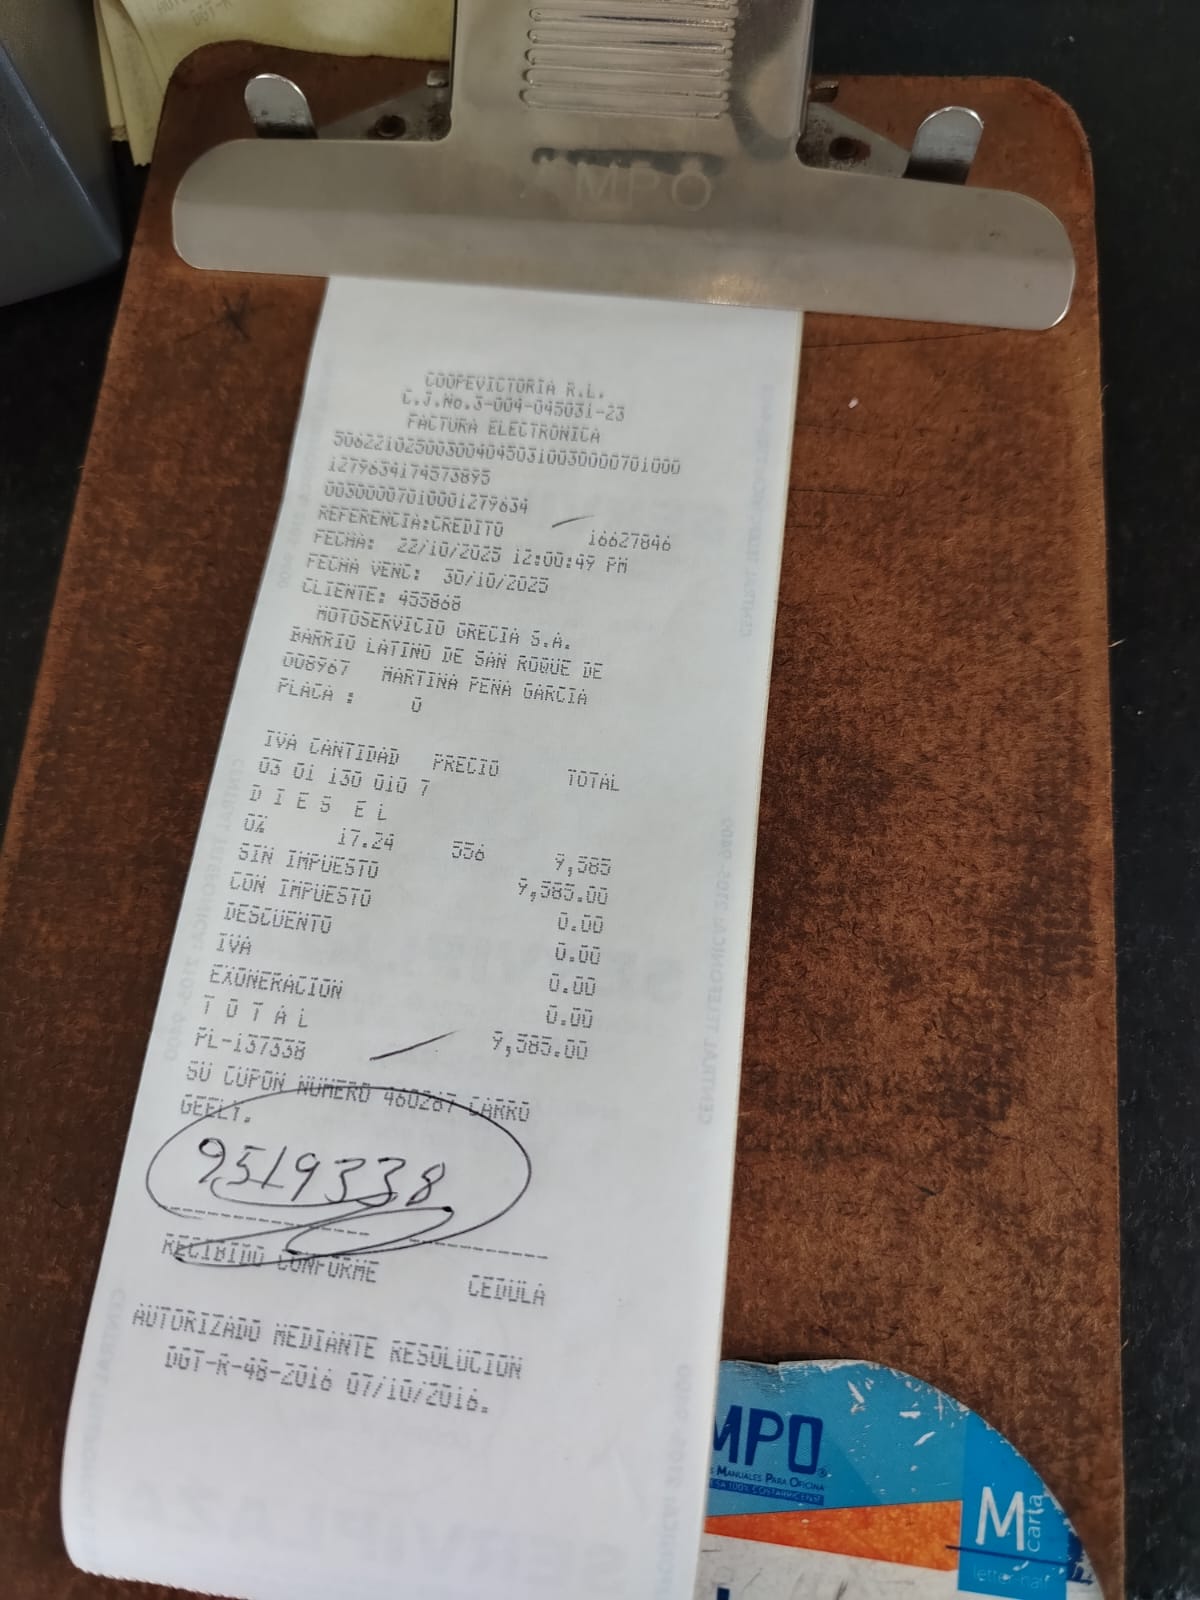 AMPO
COOPEVICTORIA R.L.
C.J.No.3-004-045031-23
FACTURA ELECTRONICA
50622102500300404503100300000701000
1279634174573895
00300007010001279634
REFERENCIA:CREDITO 16627846
FECHA: 22/10/2025 12:00:49 PM
FECHA VENC: 30/10/2025
CLIENTE: 455868
MOTOSERVICIO GRECIA S.A.
BARRIO LATINO DE SAN ROQUE DE
008967 MARTINA PENA GARCIA
PLACA : 0
IVA CANTIDAD PRECIO TOTAL
03 01 130 010 7
D I E S E L
0% 17.24 556 9,585
SIN IMPUESTO 9,585.00
CON IMPUESTO 0.00
DESCUENTO 0.00
IVA 0.00
EXONERACION 0.00
T O T A L 9,585.00
PL-137338
SU CUPON NUMERO 460267 CARRO
GEELY.
9519338
RECIBIDO CONFORME CEDULA
AUTORIZADO MEDIANTE RESOLUCION
DGT-R-48-2016 07/10/2016.
MPO®
MANUALES PARA OFICINA
M carta